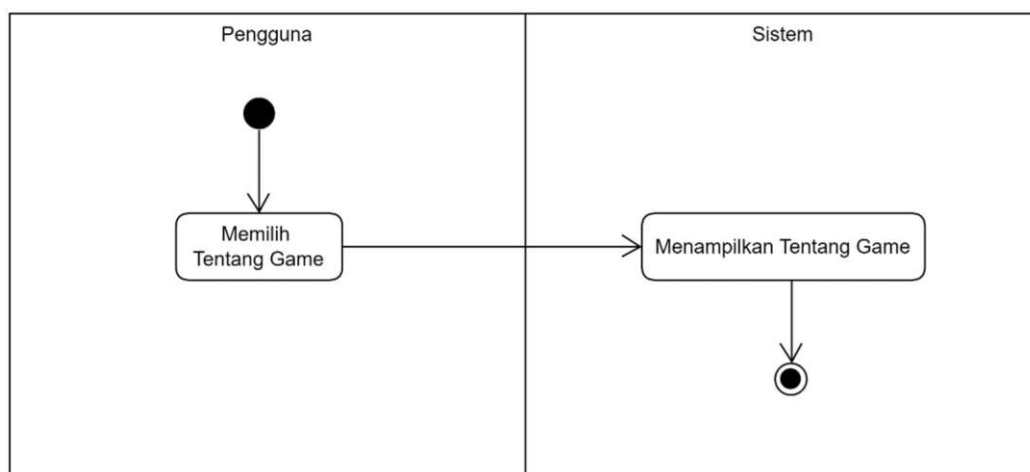 Pengguna
Sistem
Memilih
Tentang Game
Menampilkan Tentang Game